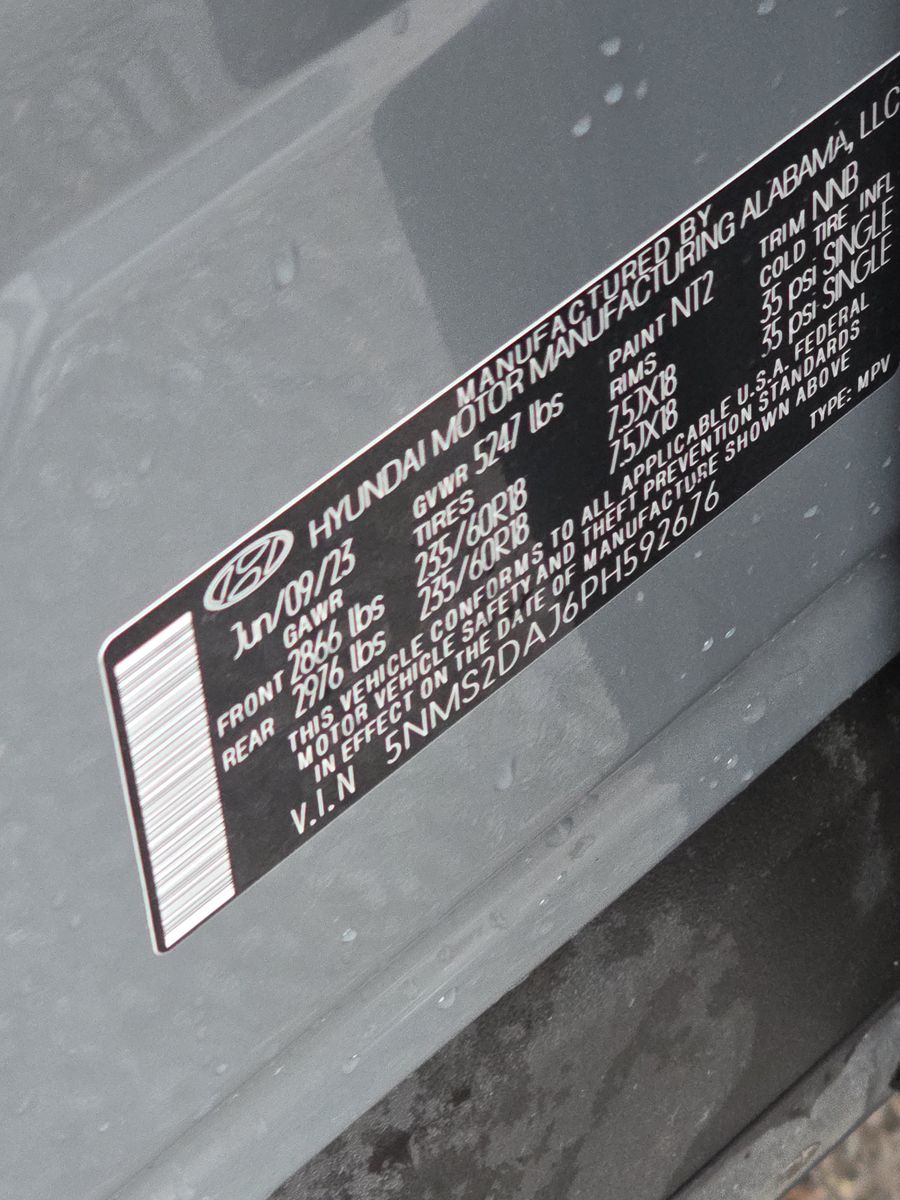 MANUFACTURED BY
HYUNDAI MOTOR MANUFACTURING ALABAMA, LLC
Jun/09/23 GVWR 5247 lbs PAINT NT2 TRIM NNB
GAWR TIRES RIMS COLD TIRE INFL
FRONT 2866 lbs 235/60R18 7.5JX18 35 psi SINGLE
REAR 2976 lbs 235/60R18 7.5JX18 35 psi SINGLE
THIS VEHICLE CONFORMS TO ALL APPLICABLE U.S.A. FEDERAL
MOTOR VEHICLE SAFETY AND THEFT PREVENTION STANDARDS
IN EFFECT ON THE DATE OF MANUFACTURE SHOWN ABOVE
V.I.N 5NMS2DAJ6PH592676 TYPE: MPV